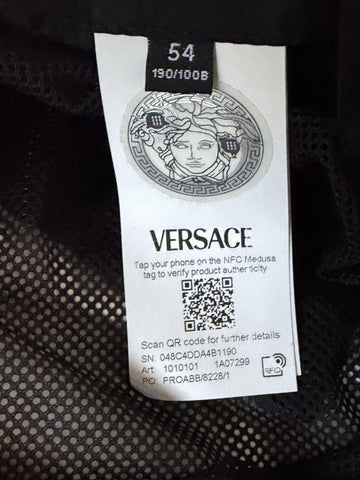 54
190/100B
VERSACE
Tap your phone on the NFC Medusa
tag to verify product authenticity
Scan QR code for further details
SN: 048C4DDA4B1190
Art: 1010101 1A07299
PO: PROABB/8228/1
RFID